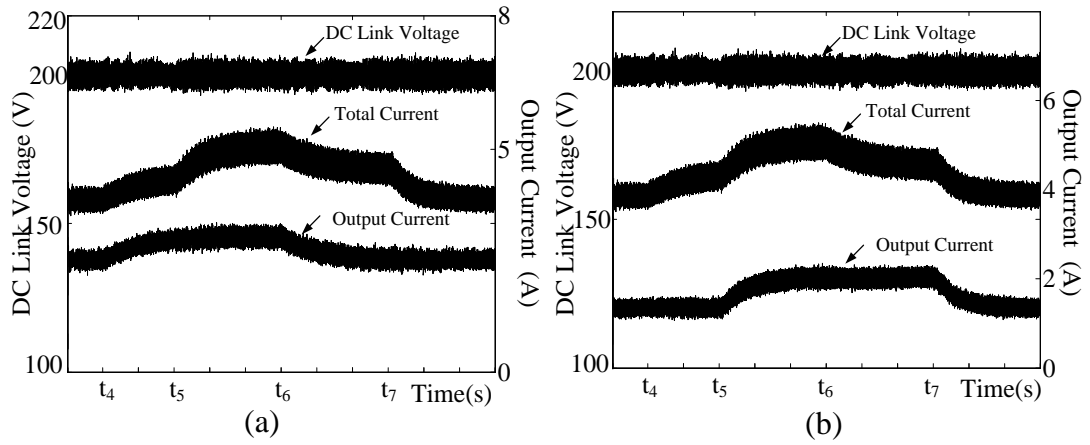 220
200
150
100
DC Link Voltage (V)
8
5
0
Output Current (A)
DC Link Voltage
Total Current
Output Current
t4
t5
t6
t7
Time(s)
(a)
200
150
100
DC Link Voltage (V)
6
4
2
0
Output Current (A)
DC Link Voltage
Total Current
Output Current
t4
t5
t6
t7
Time(s)
(b)